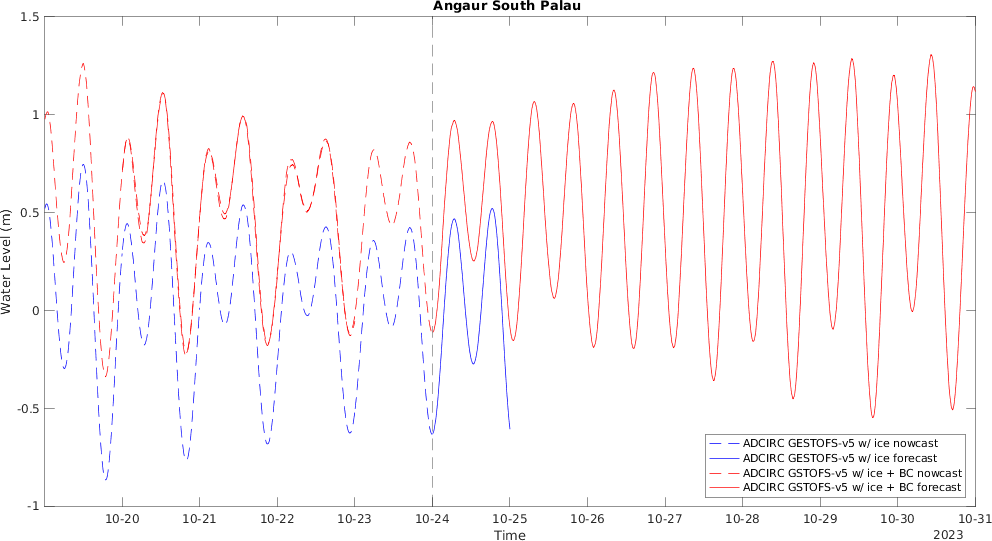 Angaur South Palau
Water Level (m)
1.5
1
0.5
0
-0.5
-1
ADCIRC GESTOFS-v5 w/ ice nowcast
ADCIRC GESTOFS-v5 w/ ice forecast
ADCIRC GSTOFS-v5 w/ ice + BC nowcast
ADCIRC GSTOFS-v5 w/ ice + BC forecast
10-20 10-21 10-22 10-23 10-24 10-25 10-26 10-27 10-28 10-29 10-30 10-31
Time
2023